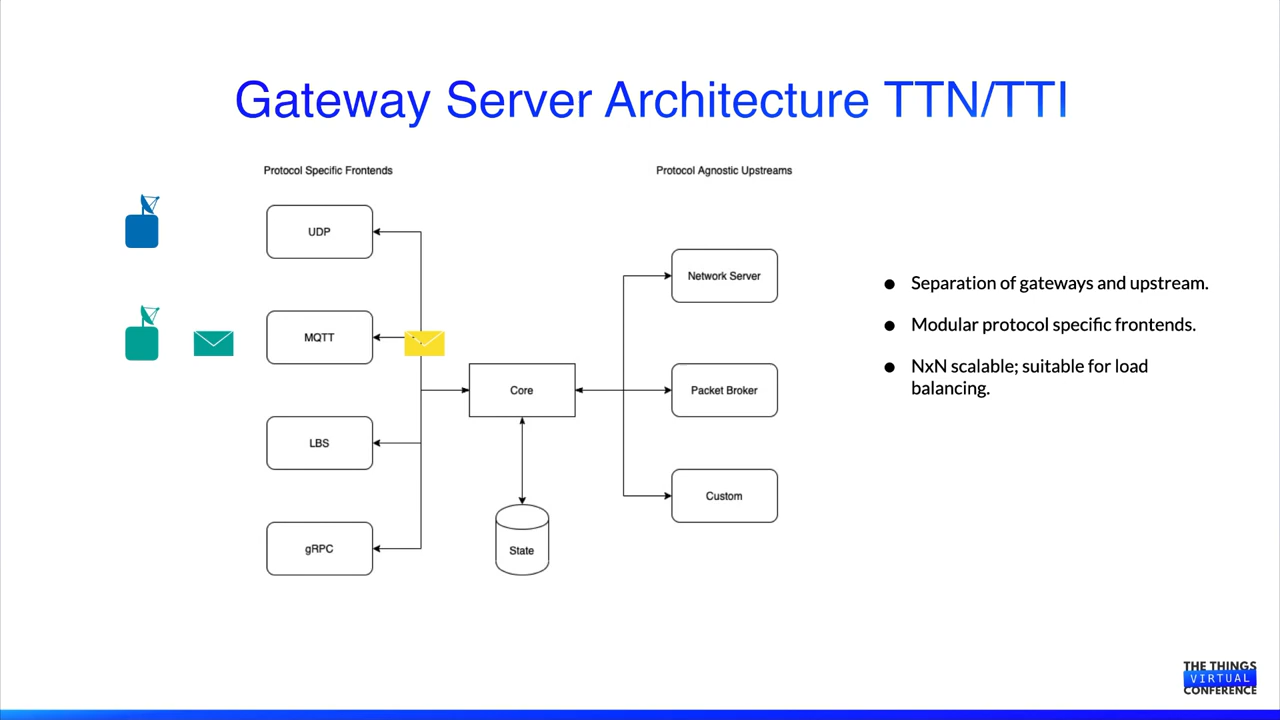 Gateway Server Architecture TTN/TTI
Protocol Specific Frontends
Protocol Agnostic Upstreams
UDP
MQTT
LBS
gRPC
Core
State
Network Server
Packet Broker
Custom
● Separation of gateways and upstream.
● Modular protocol specific frontends.
● NxN scalable; suitable for load
balancing.
THE THINGS
VIRTUAL
CONFERENCE